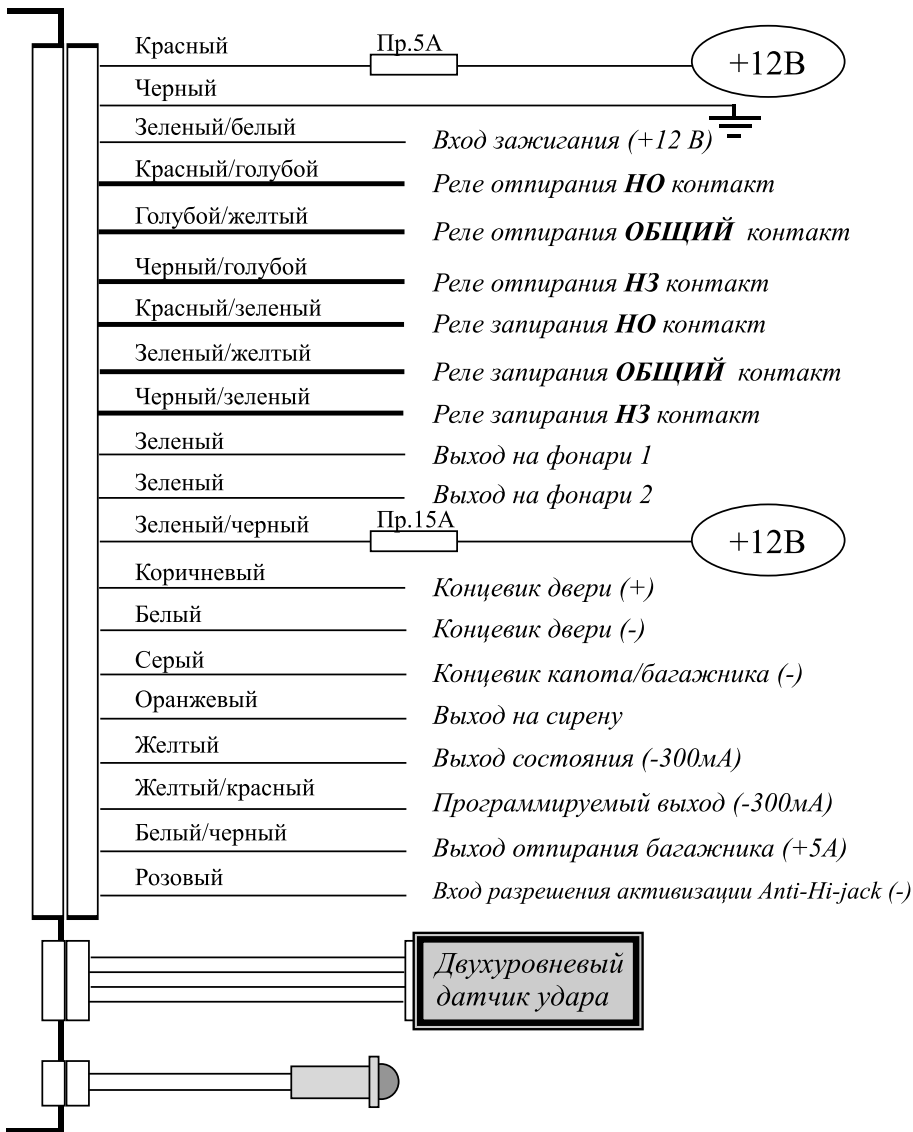 Красный
Пр.5А
+12В
Черный
Зеленый/белый
Вход зажигания (+12 В)
Красный/голубой
Реле отпирания НО контакт
Голубой/желтый
Реле отпирания ОБЩИЙ контакт
Черный/голубой
Реле отпирания НЗ контакт
Красный/зеленый
Реле запирания НО контакт
Зеленый/желтый
Реле запирания ОБЩИЙ контакт
Черный/зеленый
Реле запирания НЗ контакт
Зеленый
Выход на фонари 1
Зеленый
Выход на фонари 2
Зеленый/черный
Пр.15А
+12В
Коричневый
Концевик двери (+)
Белый
Концевик двери (-)
Серый
Концевик капота/багажника (-)
Оранжевый
Выход на сирену
Желтый
Выход состояния (-300мА)
Желтый/красный
Программируемый выход (-300мА)
Белый/черный
Выход отпирания багажника (+5А)
Розовый
Вход разрешения активизации Anti-Hi-jack (-)
Двухуровневый
датчик удара